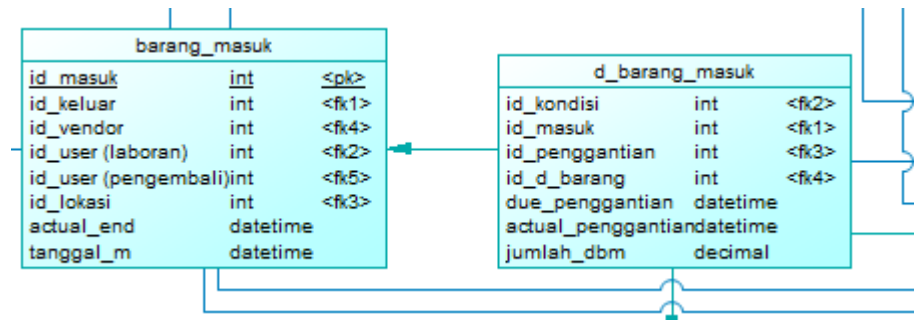 barang_masuk
id_masuk int <pk>
id_keluar int <fk1>
id_vendor int <fk4>
id_user (laboran) int <fk2>
id_user (pengembali)int <fk5>
id_lokasi int <fk3>
actual_end datetime
tanggal_m datetime
d_barang_masuk
id_kondisi int <fk2>
id_masuk int <fk1>
id_penggantian int <fk3>
id_d_barang int <fk4>
due_penggantian datetime
actual_penggantiandatetime
jumlah_dbm decimal